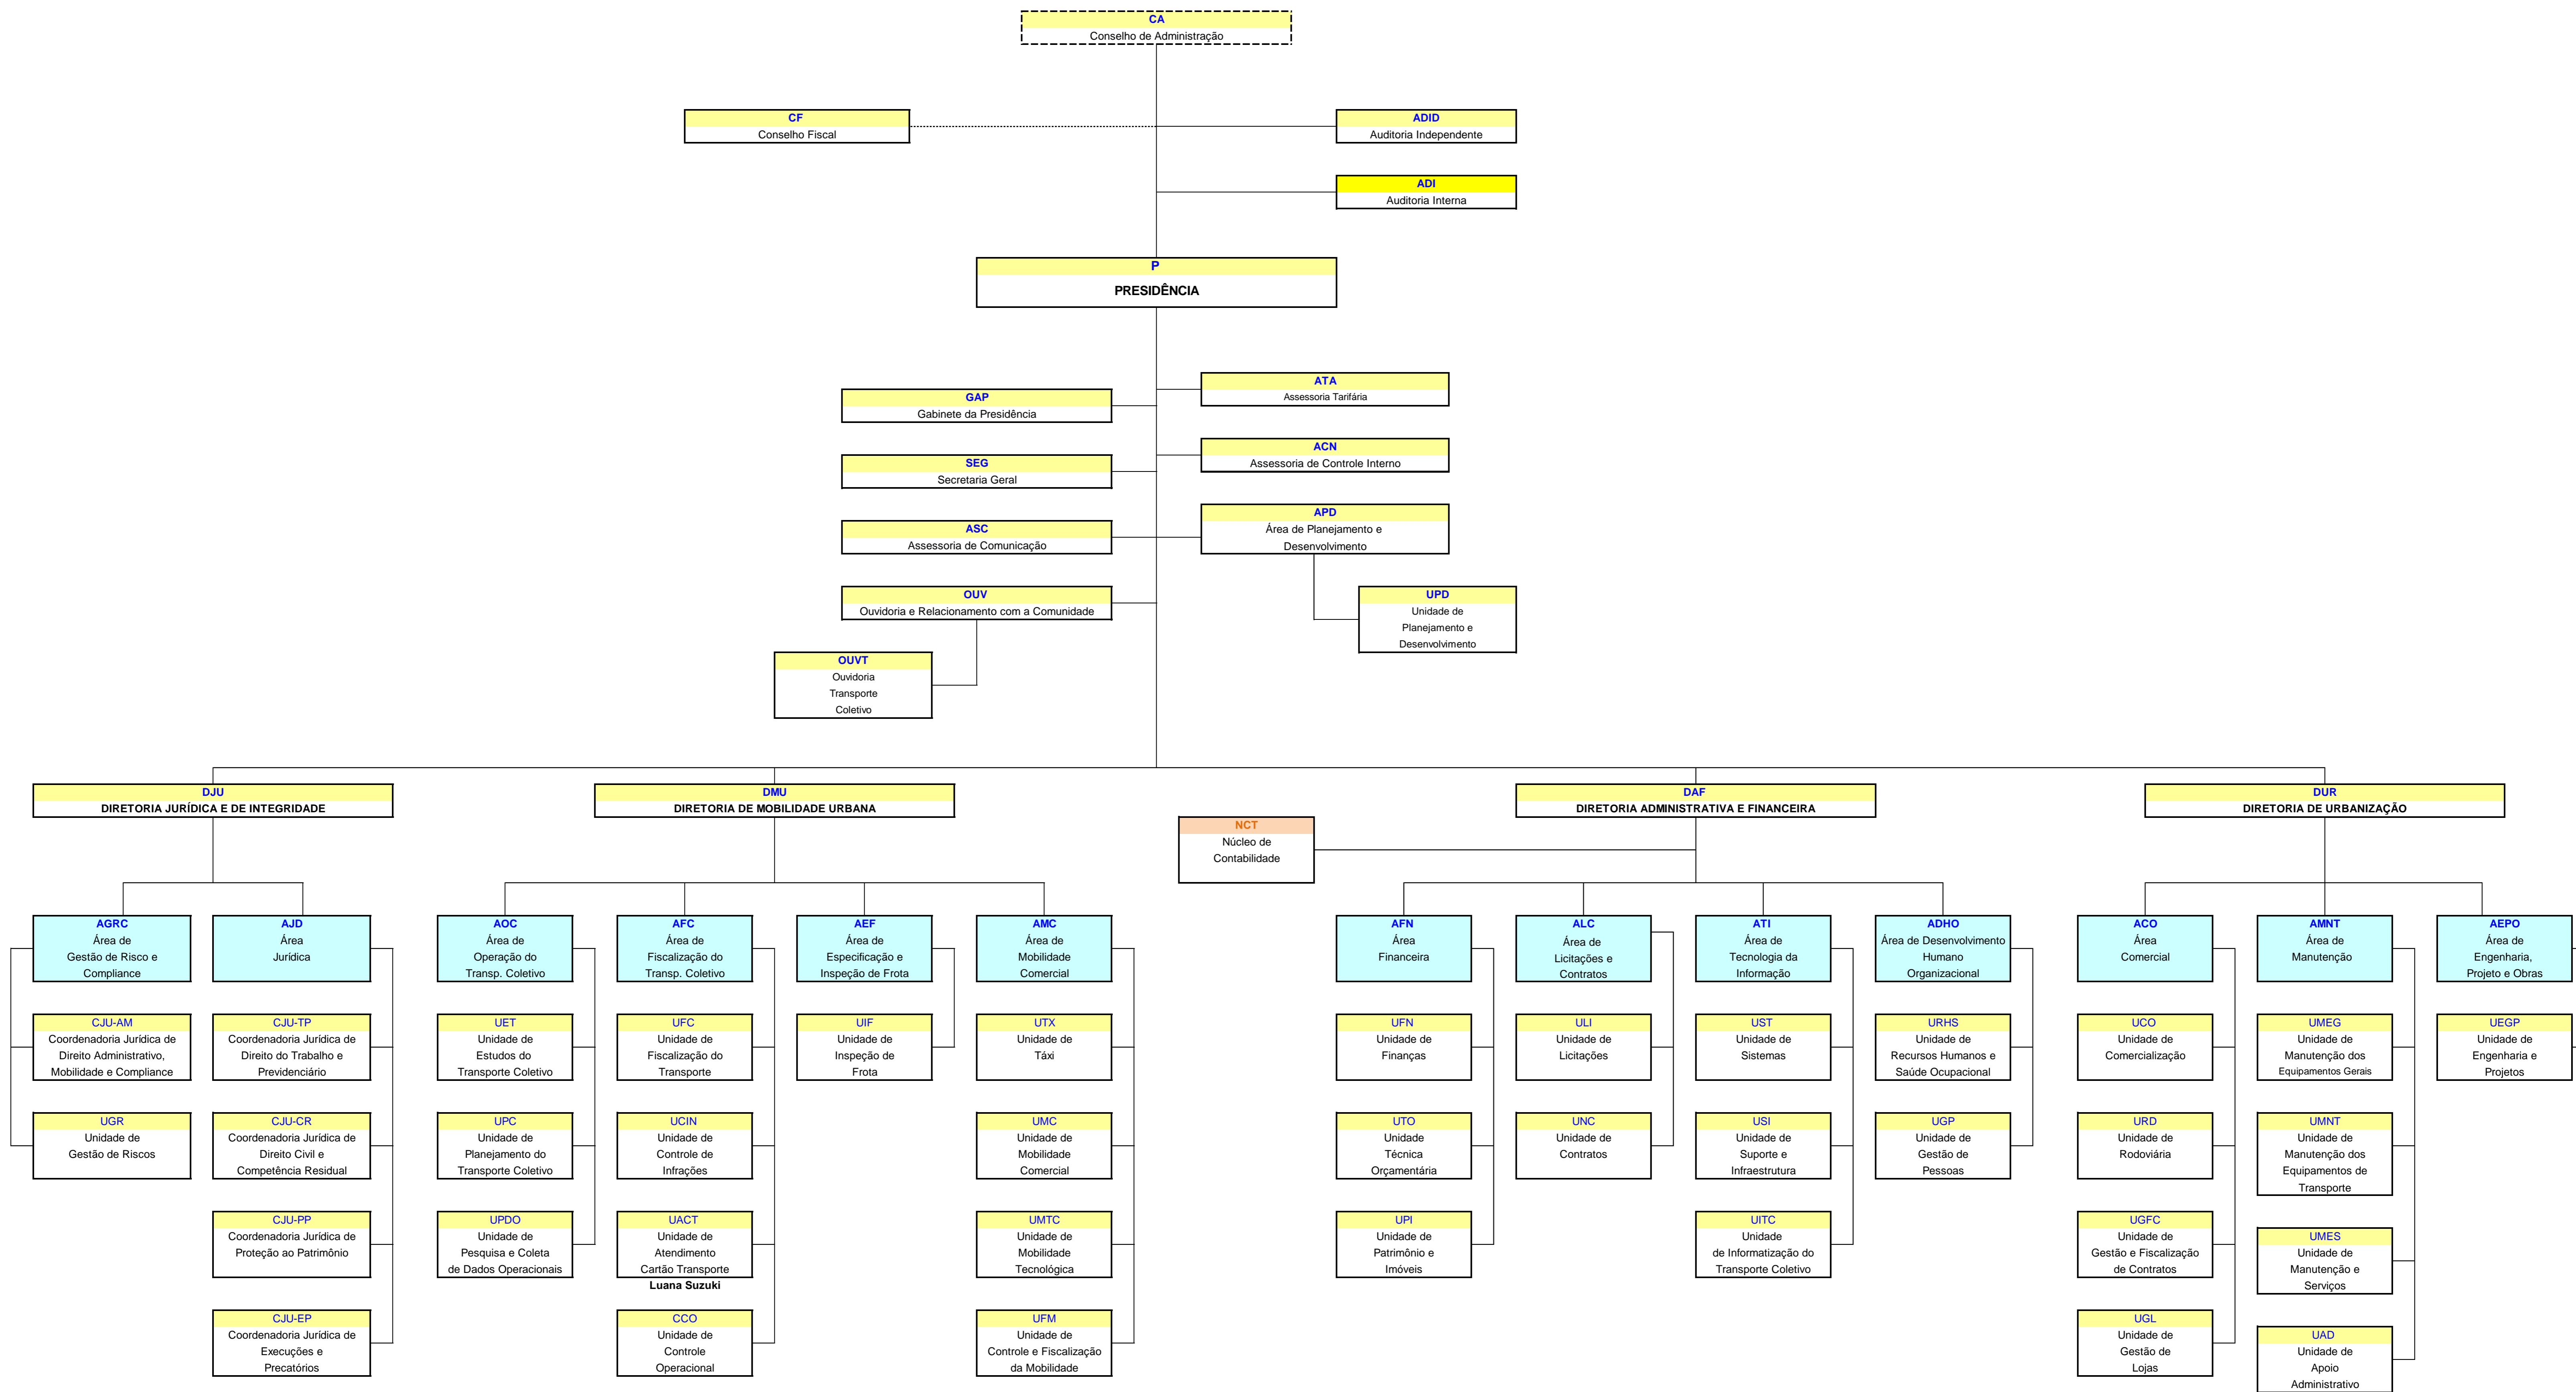 CA
Conselho de Administração
CF
Conselho Fiscal
ADID
Auditoria Independente
ADI
Auditoria Interna
P
PRESIDÊNCIA
ATA
Assessoria Tarifária
GAP
Gabinete da Presidência
ACN
Assessoria de Controle Interno
SEG
Secretaria Geral
APD
Área de Planejamento e
Desenvolvimento
ASC
Assessoria de Comunicação
OUV
Ouvidoria e Relacionamento com a Comunidade
UPD
Unidade de
Planejamento e
Desenvolvimento
OUVT
Ouvidoria
Transporte
Coletivo
DJU
DIRETORIA JURÍDICA E DE INTEGRIDADE
DMU
DIRETORIA DE MOBILIDADE URBANA
DAF
DIRETORIA ADMINISTRATIVA E FINANCEIRA
DUR
DIRETORIA DE URBANIZAÇÃO
NCT
Núcleo de
Contabilidade
AGRC
Área de
Gestão de Risco e
Compliance
AJD
Área
Jurídica
AOC
Área de
Operação do
Transp. Coletivo
AFC
Área de
Fiscalização do
Transp. Coletivo
AEF
Área de
Especificação e
Inspeção de Frota
AMC
Área de
Mobilidade
Comercial
AFN
Área
Financeira
ALC
Área de
Licitações e
Contratos
ATI
Área de
Tecnologia da
Informação
ADHO
Área de Desenvolvimento
Humano
Organizacional
ACO
Área
Comercial
AMNT
Área de
Manutenção
AEPO
Área de
Engenharia,
Projeto e Obras
CJU-AM
Coordenadoria Jurídica de
Direito Administrativo,
Mobilidade e Compliance
CJU-TP
Coordenadoria Jurídica de
Direito do Trabalho e
Previdenciário
UET
Unidade de
Estudos do
Transporte Coletivo
UFC
Unidade de
Fiscalização do
Transporte
UIF
Unidade de
Inspeção de
Frota
UTX
Unidade de
Táxi
UFN
Unidade de
Finanças
ULI
Unidade de
Licitações
UST
Unidade de
Sistemas
URHS
Unidade de
Recursos Humanos e
Saúde Ocupacional
UCO
Unidade de
Comercialização
UMEG
Unidade de
Manutenção dos
Equipamentos Gerais
UEGP
Unidade de
Engenharia e
Projetos
UGR
Unidade de
Gestão de Riscos
CJU-CR
Coordenadoria Jurídica de
Direito Civil e
Competência Residual
UPC
Unidade de
Planejamento do
Transporte Coletivo
UCIN
Unidade de
Controle de
Infrações
UMC
Unidade de
Mobilidade
Comercial
UTO
Unidade
Técnica
Orçamentária
UNC
Unidade de
Contratos
USI
Unidade de
Suporte e
Infraestrutura
UGP
Unidade de
Gestão de
Pessoas
URD
Unidade de
Rodoviária
UMNT
Unidade de
Manutenção dos
Equipamentos de
Transporte
CJU-PP
Coordenadoria Jurídica de
Proteção ao Patrimônio
UPDO
Unidade de
Pesquisa e Coleta
de Dados Operacionais
UACT
Unidade de
Atendimento
Cartão Transporte
Luana Suzuki
UMTC
Unidade de
Mobilidade
Tecnológica
UPI
Unidade de
Patrimônio e
Imóveis
UITC
Unidade
de Informatização do
Transporte Coletivo
UGFC
Unidade de
Gestão e Fiscalização
de Contratos
UMES
Unidade de
Manutenção e
Serviços
CJU-EP
Coordenadoria Jurídica de
Execuções e
Precatórios
CCO
Unidade de
Controle
Operacional
UFM
Unidade de
Controle e Fiscalização
da Mobilidade
UGL
Unidade de
Gestão de
Lojas
UAD
Unidade de
Apoio
Administrativo